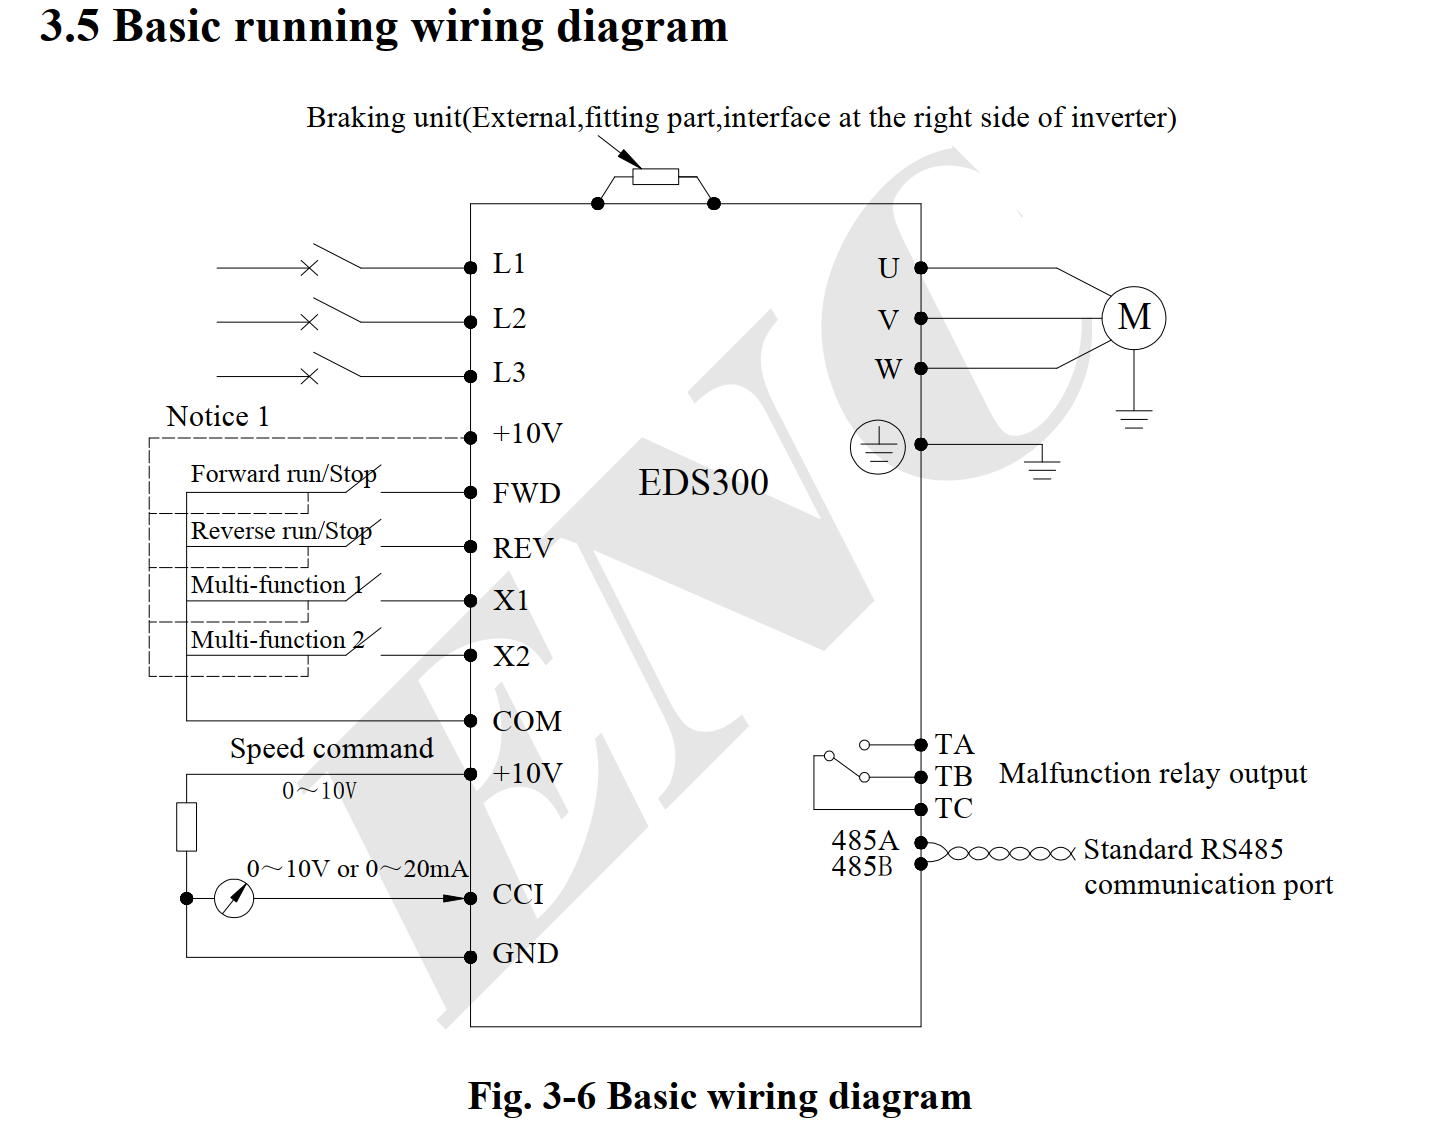 3.5 Basic running wiring diagram
Braking unit(External,fitting part,interface at the right side of inverter)
L1
L2
L3
Notice 1
+10V
Forward run/Stop
FWD
Reverse run/Stop
REV
Multi-function 1
X1
Multi-function 2
X2
COM
Speed command
+10V
0～10V
0～10V or 0～20mA
CCI
GND
EDS300
U
V
W
M
TA
TB
TC
Malfunction relay output
485A
485B
Standard RS485
communication port
ENC
Fig. 3-6 Basic wiring diagram